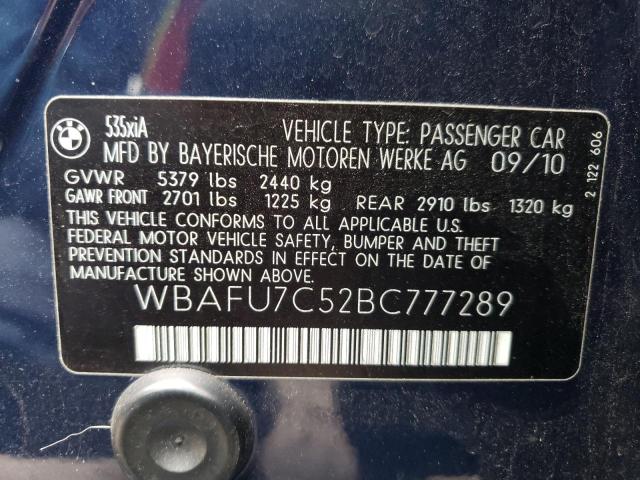 BMW
535xiA
VEHICLE TYPE: PASSENGER CAR
MFD BY BAYERISCHE MOTOREN WERKE AG 09/10
GVWR 5379 lbs 2440 kg
GAWR FRONT 2701 lbs 1225 kg REAR 2910 lbs 1320 kg
THIS VEHICLE CONFORMS TO ALL APPLICABLE U.S.
FEDERAL MOTOR VEHICLE SAFETY, BUMPER AND THEFT
PREVENTION STANDARDS IN EFFECT ON THE DATE OF
MANUFACTURE SHOWN ABOVE.
WBAFU7C52BC777289
2 122 606